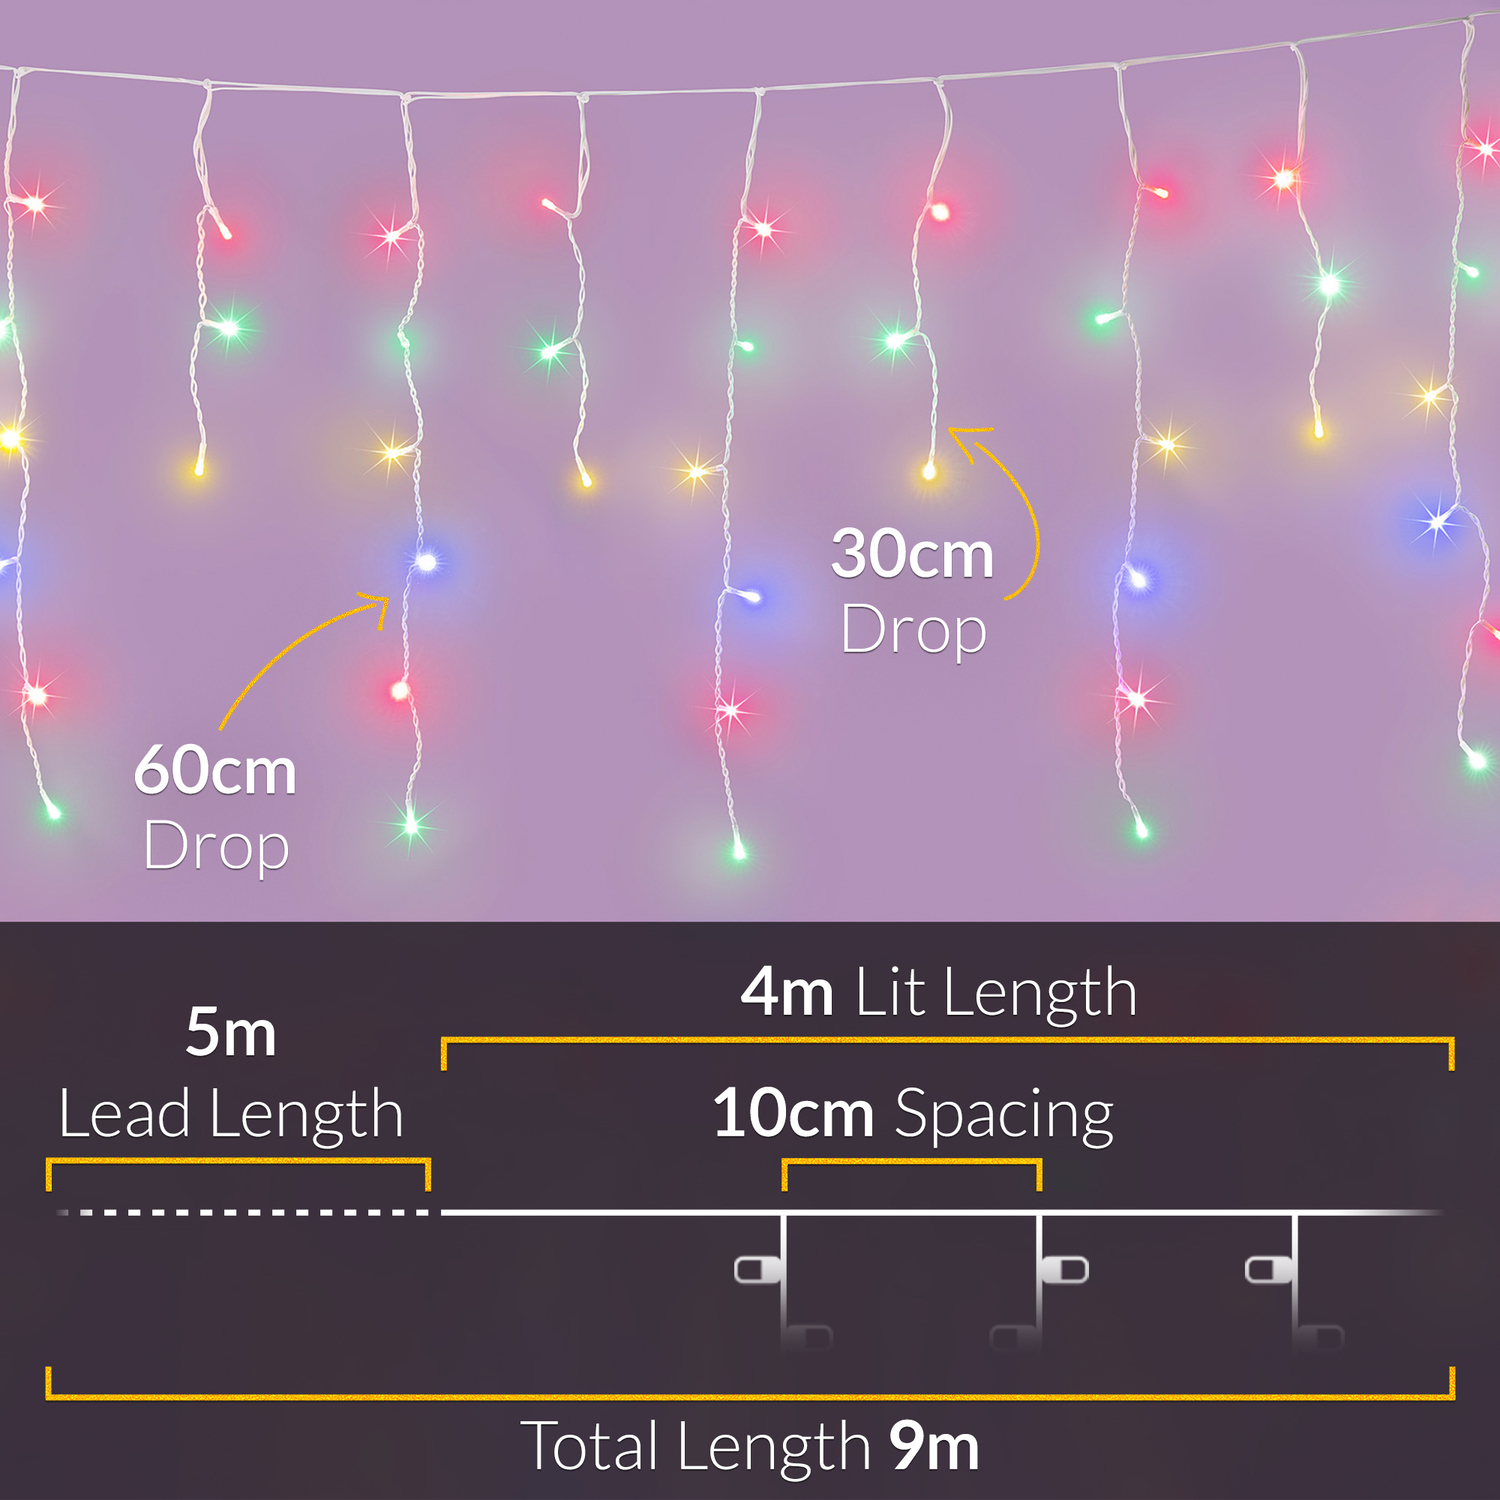 30cm
Drop
60cm
Drop
4m Lit Length
5m
Lead Length
10cm Spacing
Total Length 9m